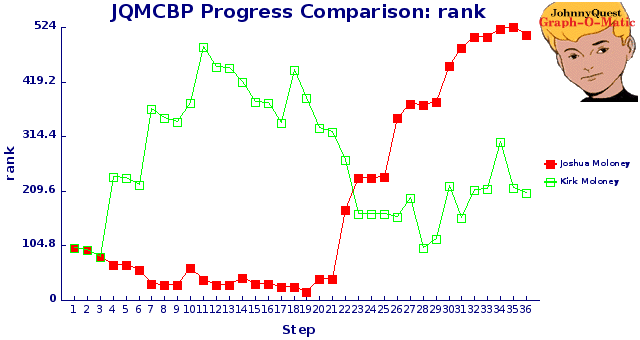 JQMCBP Progress Comparison: rank
JohnnyQuest
Graph-O-Matic
524
419.2
314.4
209.6
104.8
0
rank
1 2 3 4 5 6 7 8 9 10 11 12 13 14 15 16 17 18 19 20 21 22 23 24 25 26 27 28 29 30 31 32 33 34 35 36
Step
Joshua Moloney
Kirk Moloney